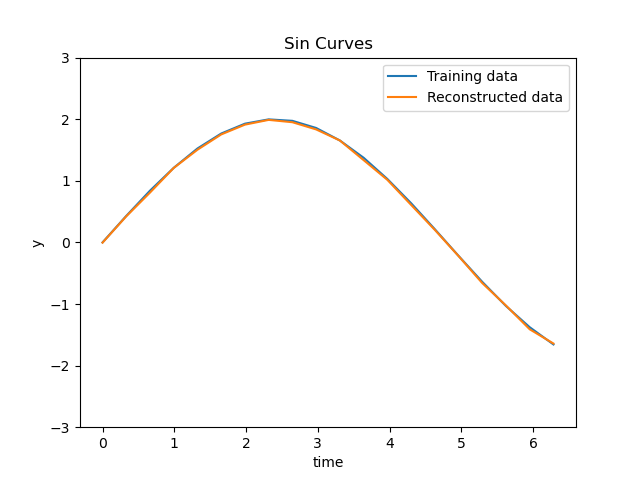 Sin Curves
Training data
Reconstructed data
3
2
1
0
−1
−2
−3
y
0 1 2 3 4 5 6
time